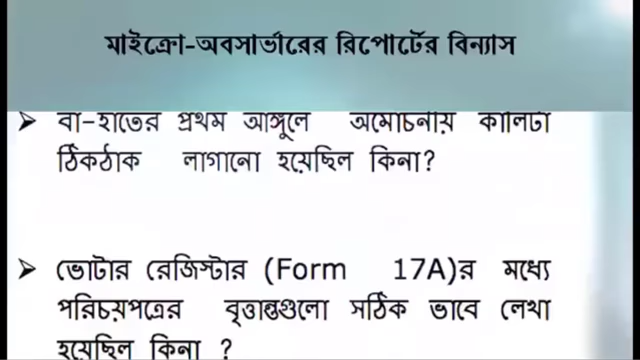 মাইক্রো-অবসার্ভারের রিপোর্টের বিন্যাস
➢ বা-হাতের প্রথম আঙ্গুলে অমোচনীয় কালিটা
ঠিকঠাক লাগানো হয়েছিল কিনা?
➢ ভোটার রেজিস্টার (Form 17A)র মধ্যে
পরিচয়পত্রের বৃত্তান্তগুলো সঠিক ভাবে লেখা
হয়েছিল কিনা ?